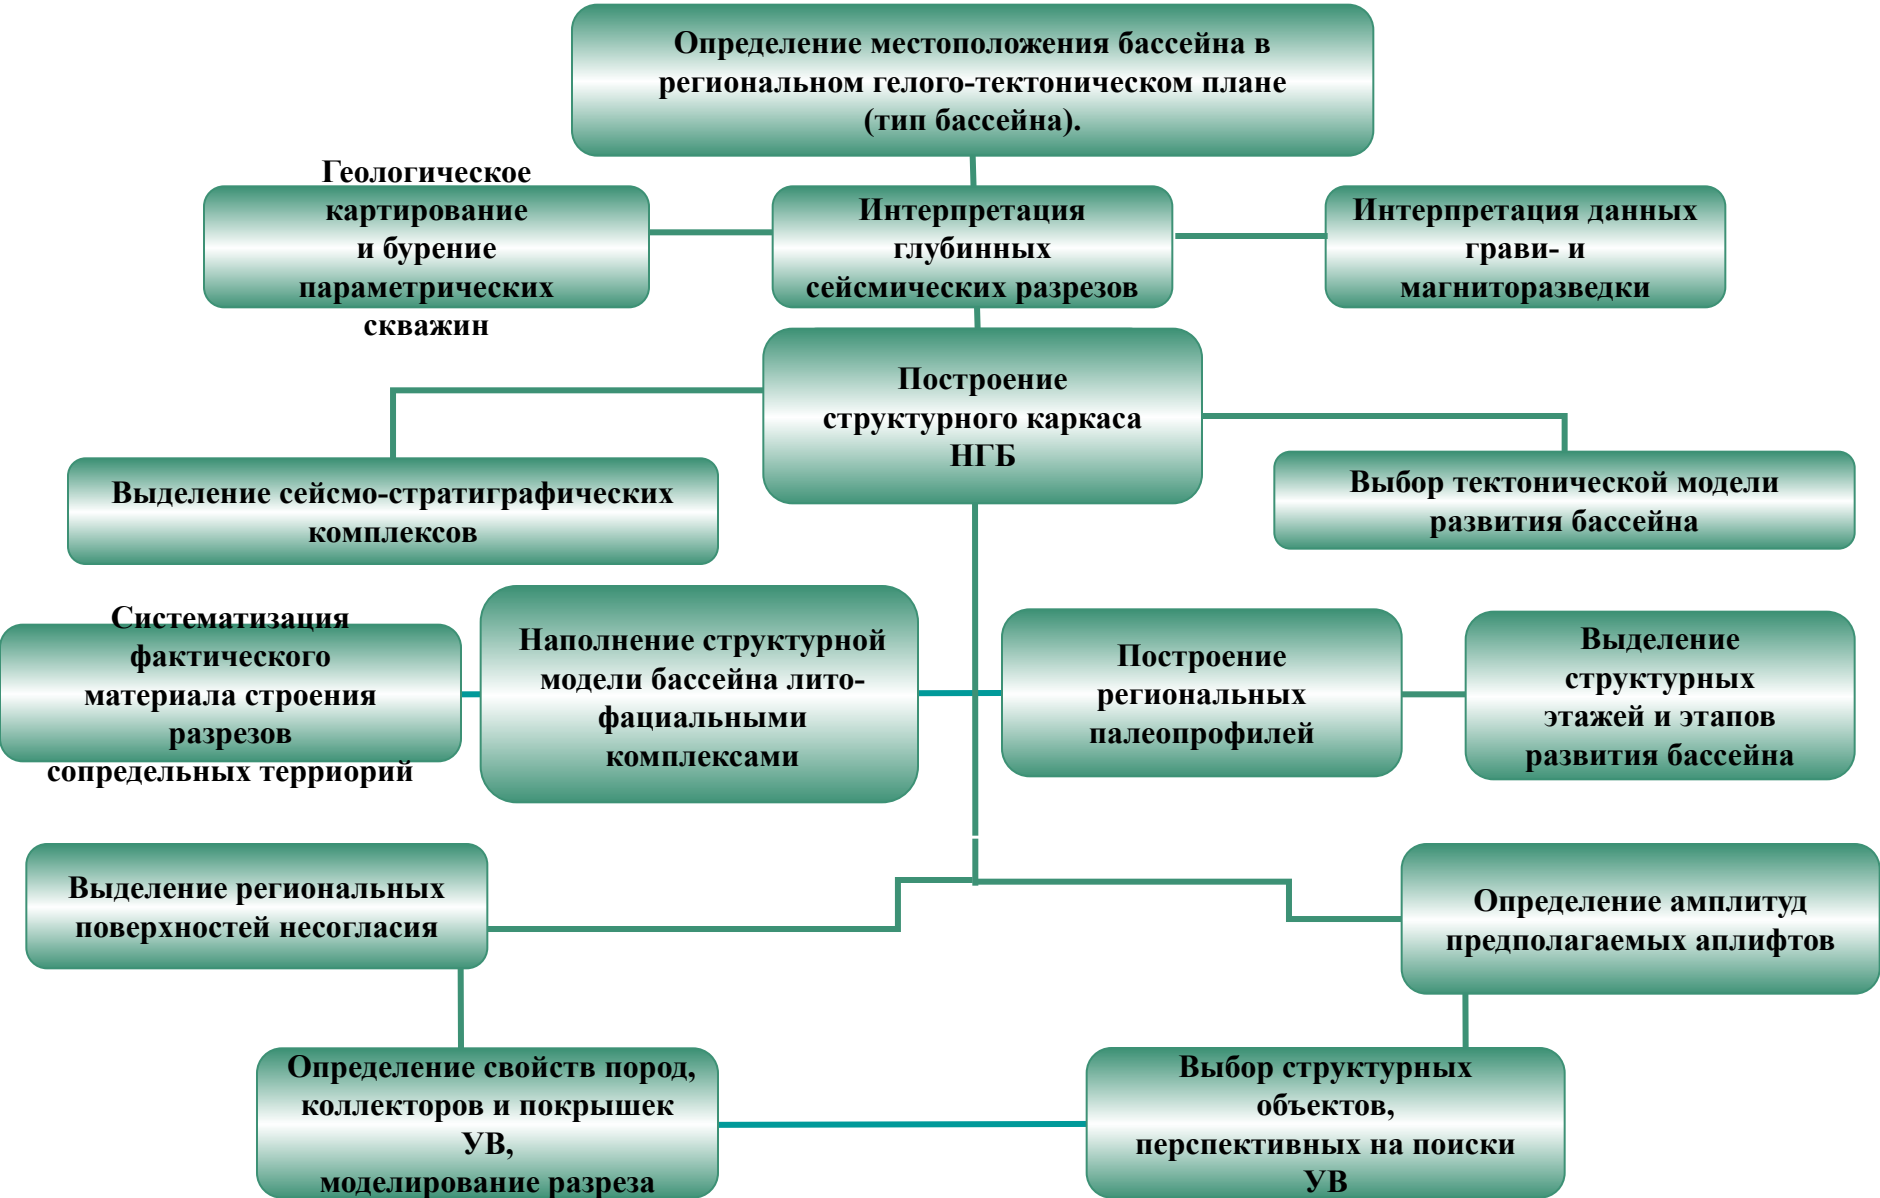 Определение местоположения бассейна в
региональном гелого-тектоническом плане
(тип бассейна).
Геологическое
картирование
и бурение
параметрических
скважин
Интерпретация
глубинных
сейсмических разрезов
Интерпретация данных
грави- и
магниторазведки
Построение
структурного каркаса
НГБ
Выделение сейсмо-стратиграфических
комплексов
Выбор тектонической модели
развития бассейна
Систематизация
фактического
материала строения
разрезов
сопредельных терриорий
Наполнение структурной
модели бассейна лито-
фациальными
комплексами
Построение
региональных
палеопрофилей
Выделение
структурных
этажей и этапов
развития бассейна
Выделение региональных
поверхностей несогласия
Определение амплитуд
предполагаемых аплифтов
Определение свойств пород,
коллекторов и покрышек
УВ,
моделирование разреза
Выбор структурных
объектов,
перспективных на поиски
УВ